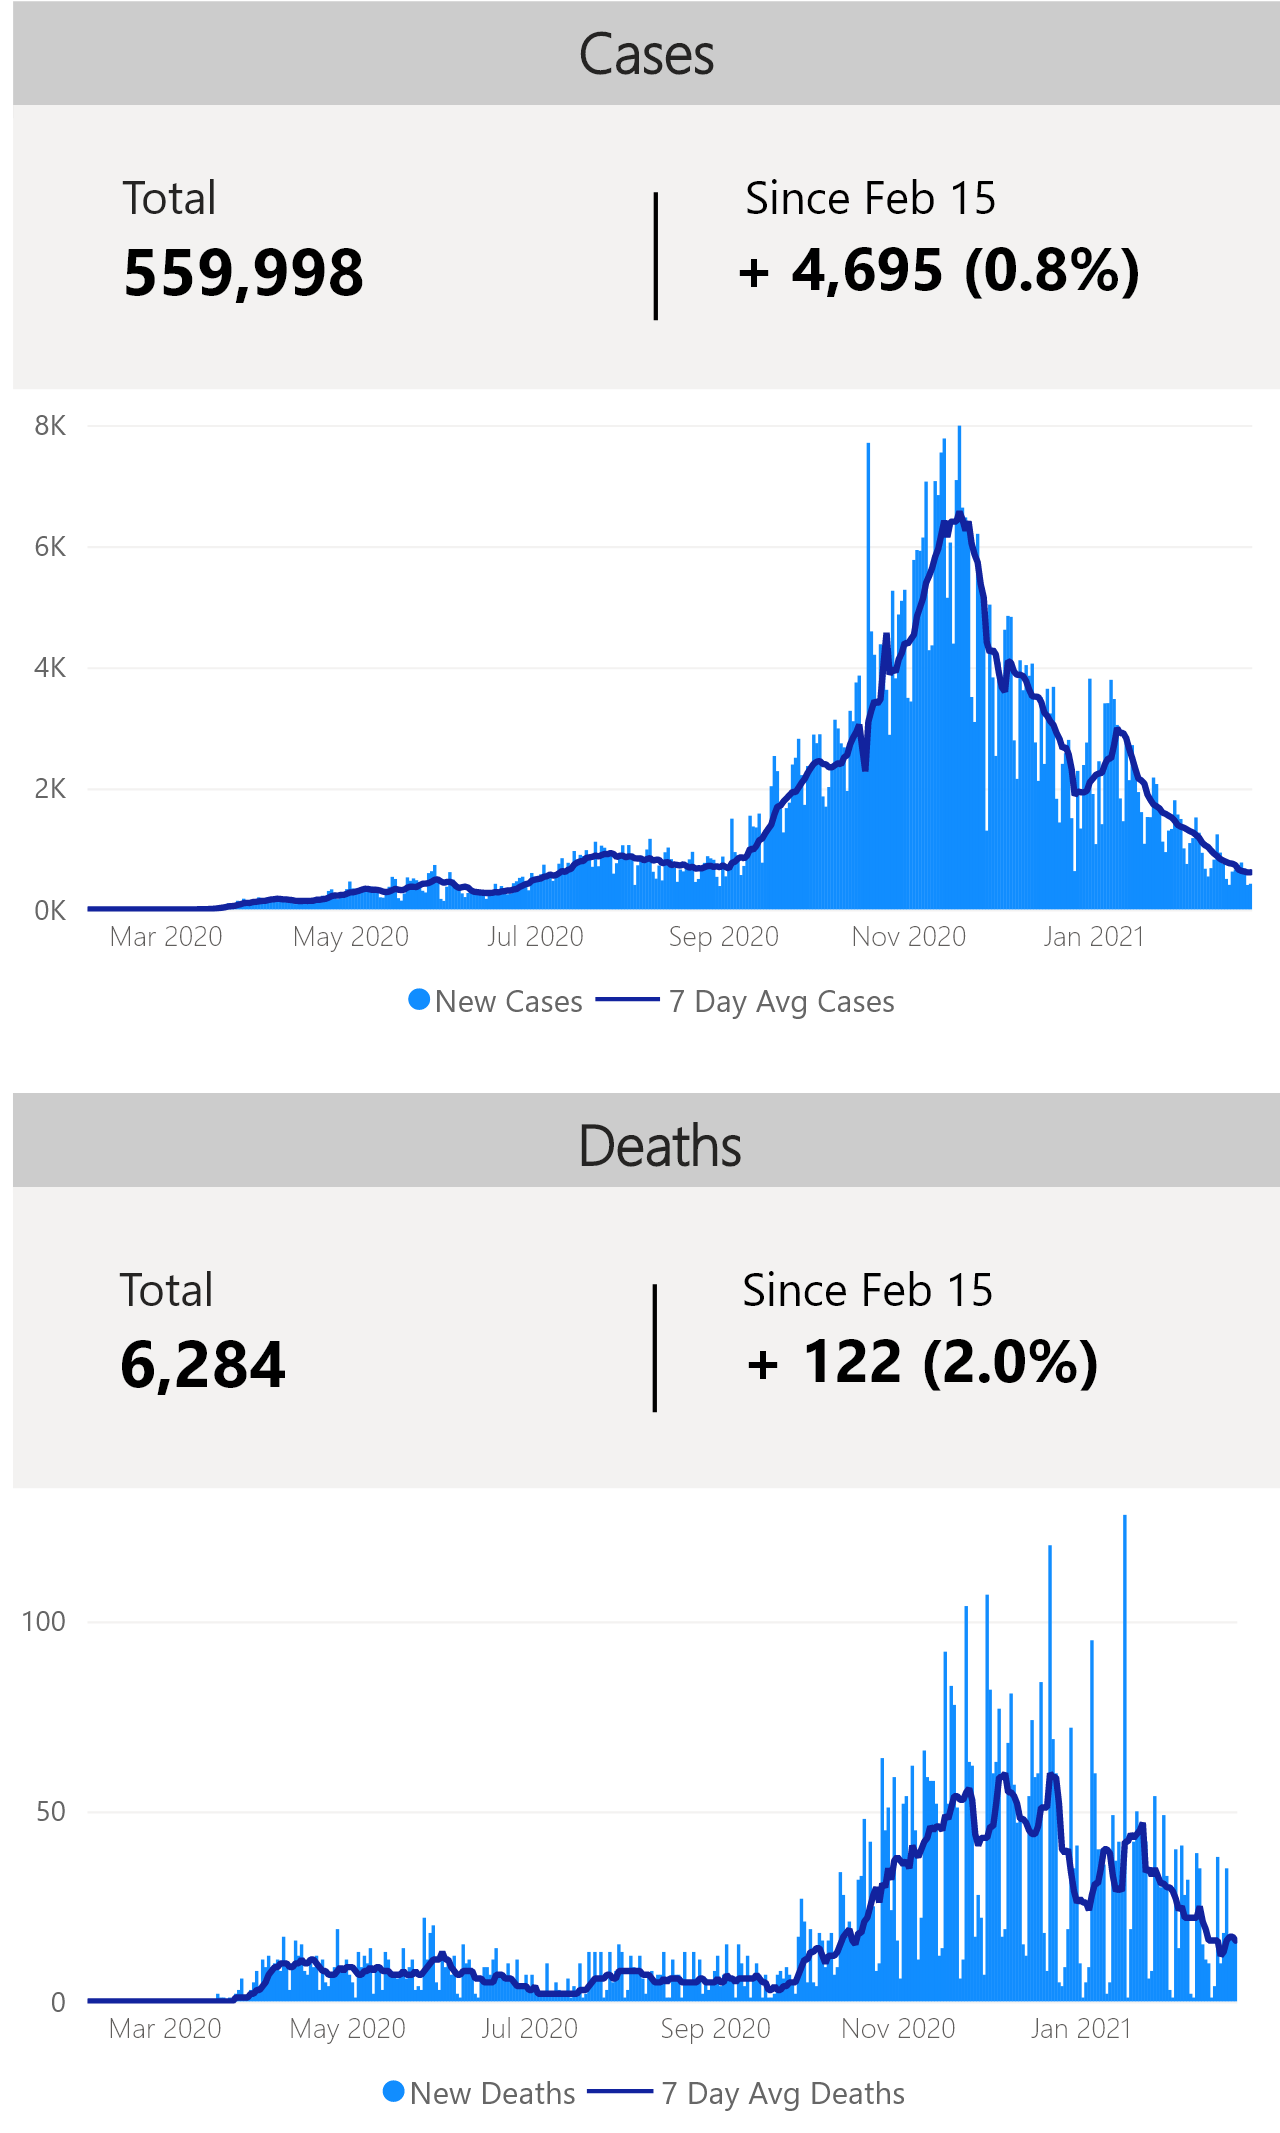 Cases
Total
Since Feb 15
559,998
+ 4,695 (0.8%)
8K
6K
4K
2K
0K
Mar 2020 May 2020 Jul 2020 Sep 2020 Nov 2020 Jan 2021
New Cases 7 Day Avg Cases
Deaths
Total
Since Feb 15
6,284
+ 122 (2.0%)
100
50
0
Mar 2020 May 2020 Jul 2020 Sep 2020 Nov 2020 Jan 2021
New Deaths 7 Day Avg Deaths